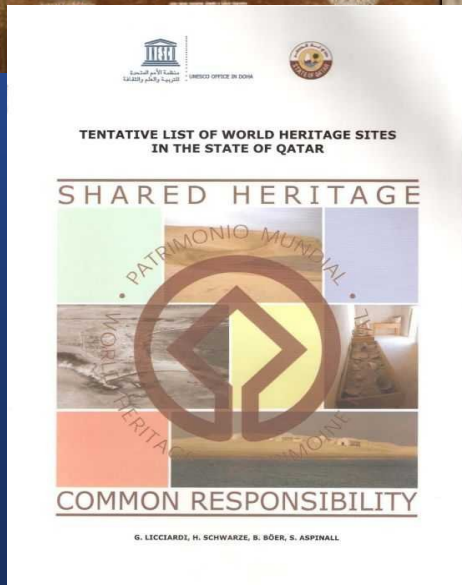 منظمة الأمم المتحدة
للتربية والعلم والثقافة
UNESCO OFFICE IN DOHA
STATE OF QATAR
TENTATIVE LIST OF WORLD HERITAGE SITES
IN THE STATE OF QATAR
SHARED HERITAGE
PATRIMONIO MUNDIAL
WORLD HERITAGE
COMMON RESPONSIBILITY
G. LICCIARDI, H. SCHWARZE, B. BÖER, S. ASPINALL